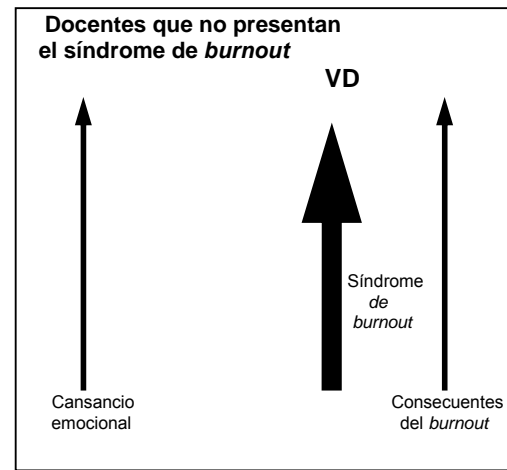 Docentes que no presentan
el síndrome de burnout
VD
Síndrome
de
burnout
Cansancio
emocional
Consecuentes
del burnout